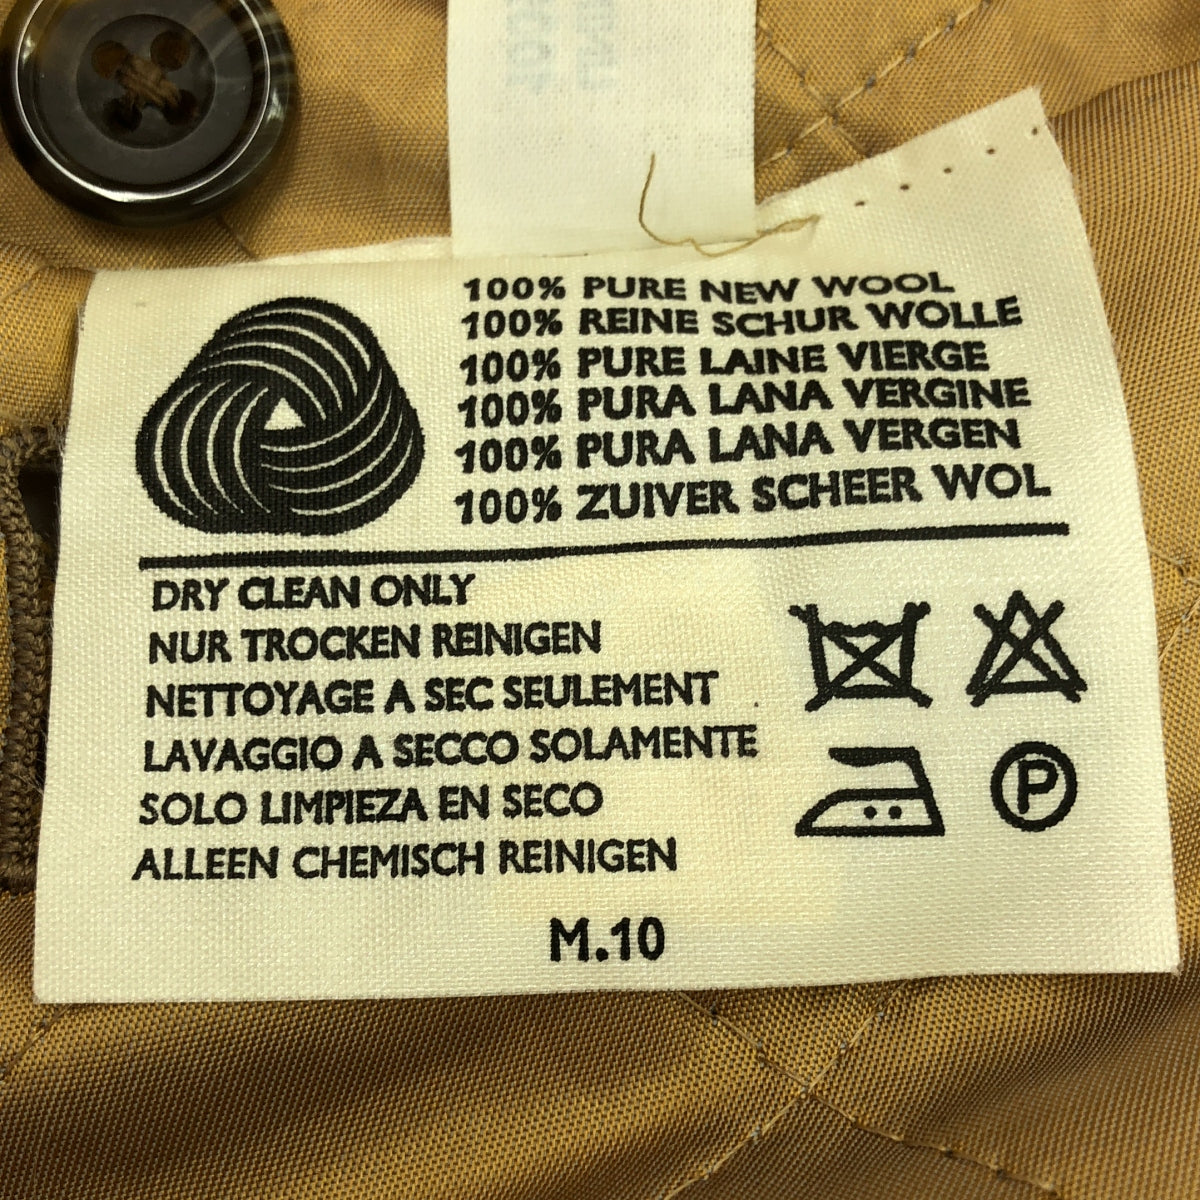 100% PURE NEW WOOL
100% REINE SCHUR WOLLE
100% PURE LAINE VIERGE
100% PURA LANA VERGINE
100% PURA LANA VERGEN
100% ZUIVER SCHEER WOL
DRY CLEAN ONLY
NUR TROCKEN REINIGEN
NETTOYAGE A SEC SEULEMENT
LAVAGGIO A SECCO SOLAMENTE
SOLO LIMPIEZA EN SECO
ALLEEN CHEMISCH REINIGEN
P
M.10